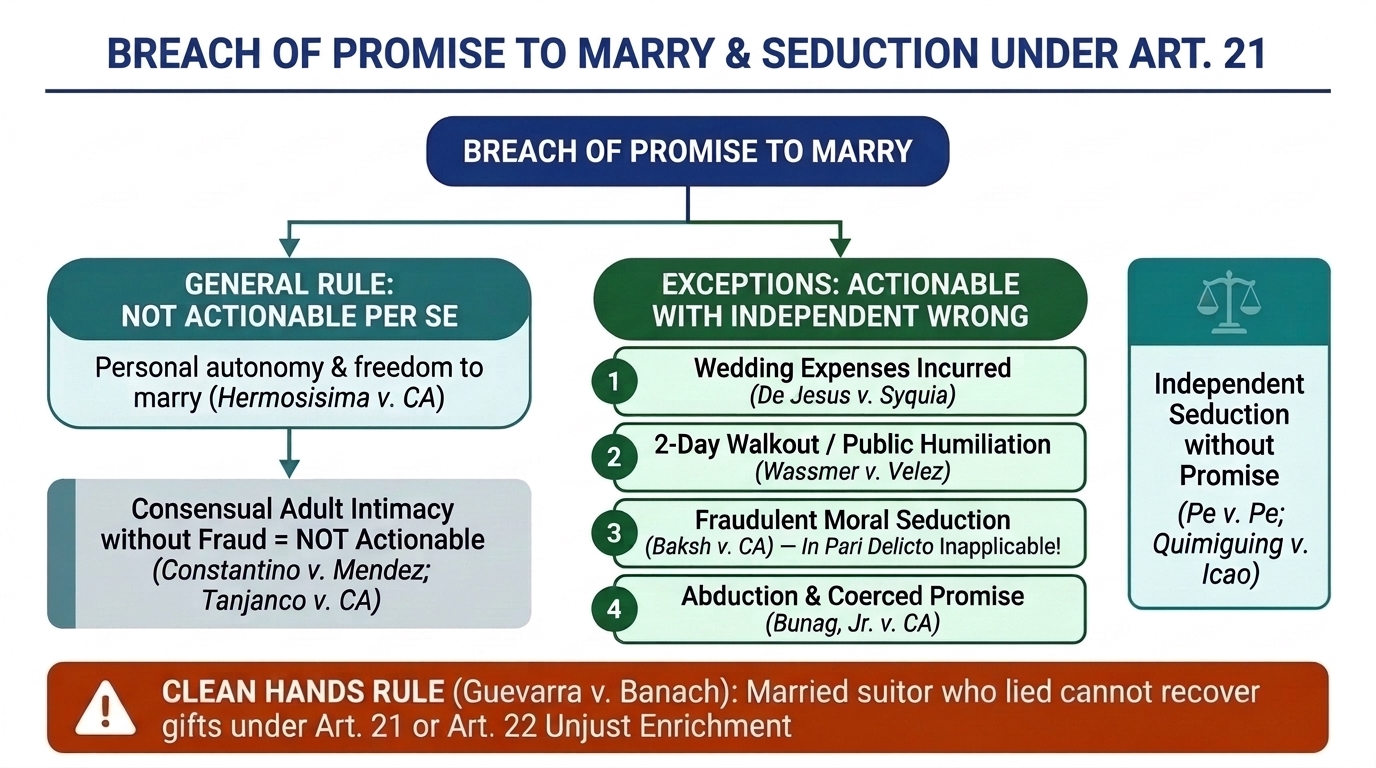 BREACH OF PROMISE TO MARRY & SEDUCTION UNDER ART. 21
BREACH OF PROMISE TO MARRY
GENERAL RULE:
NOT ACTIONABLE PER SE
Personal autonomy & freedom to
marry (Hermosisima v. CA)
Consensual Adult Intimacy
without Fraud = NOT Actionable
(Constantino v. Mendez;
Tanjanco v. CA)
EXCEPTIONS: ACTIONABLE
WITH INDEPENDENT WRONG
1
Wedding Expenses Incurred
(De Jesus v. Syquia)
2
2-Day Walkout / Public Humiliation
(Wassmer v. Velez)
3
Fraudulent Moral Seduction
(Baksh v. CA) — In Pari Delicto Inapplicable!
4
Abduction & Coerced Promise
(Bunag, Jr. v. CA)
Independent
Seduction
without
Promise
(Pe v. Pe;
Quimiguing v.
Icao)
CLEAN HANDS RULE (Guevarra v. Banach): Married suitor who lied cannot recover
gifts under Art. 21 or Art. 22 Unjust Enrichment